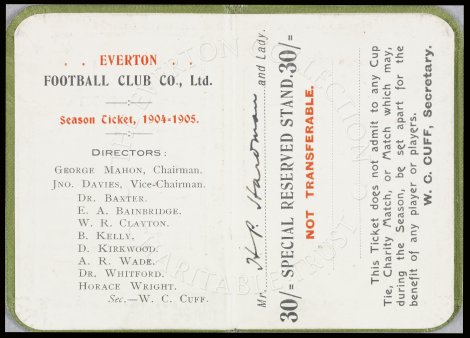 . . EVERTON . .
FOOTBALL CLUB CO., Ltd.
Season Ticket, 1904-1905.
DIRECTORS:
GEORGE MAHON, Chairman.
JNO. DAVIES, Vice-Chairman.
DR. BAXTER.
E. A. BAINBRIDGE.
W. R. CLAYTON.
B. KELLY.
D. KIRKWOOD.
A. R. WADE.
DR. WHITFORD.
HORACE WRIGHT.
Sec.—W. C. CUFF.
Mr. H. P. and Lady.
30/= SPECIAL RESERVED STAND. 30/=
NOT TRANSFERABLE.
This Ticket does not admit to any Cup
Tie, Charity Match, or Match which may,
during the Season, be set apart for the
benefit of any player or players.
W. C. CUFF, Secretary.